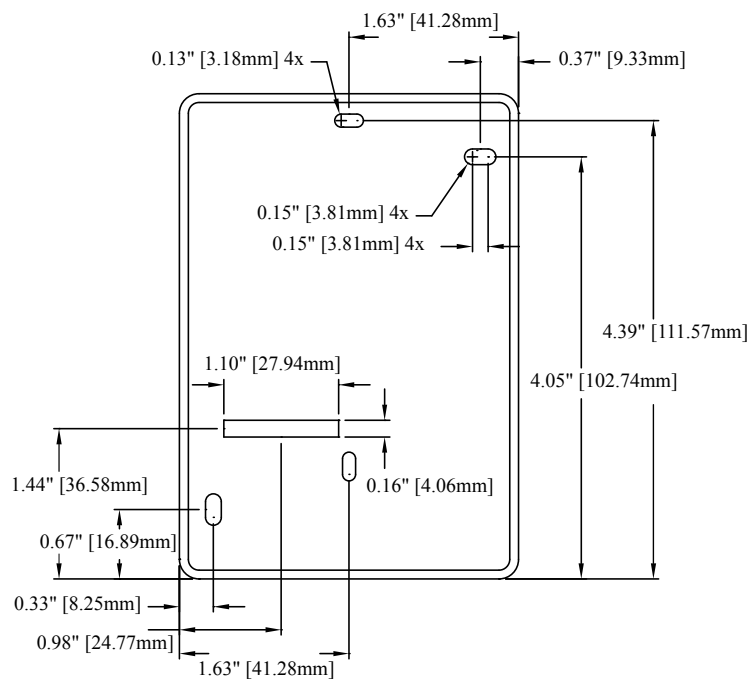 1.63" [41.28mm]
0.13" [3.18mm] 4x
0.37" [9.33mm]
0.15" [3.81mm] 4x
0.15" [3.81mm] 4x
4.39" [111.57mm]
1.10" [27.94mm]
4.05" [102.74mm]
1.44" [36.58mm]
0.16" [4.06mm]
0.67" [16.89mm]
0.33" [8.25mm]
0.98" [24.77mm]
1.63" [41.28mm]